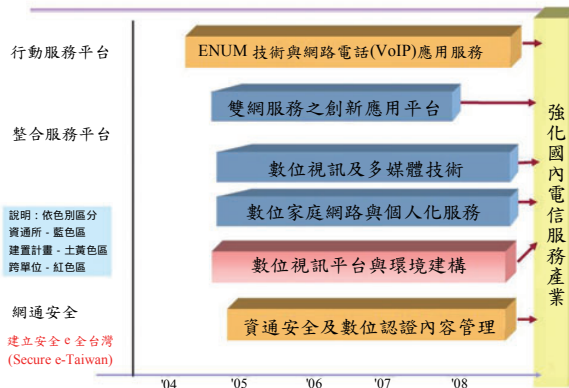 行動服務平台
ENUM 技術與網路電話(VoIP)應用服務
雙網服務之創新應用平台
整合服務平台
數位視訊及多媒體技術
數位家庭網路與個人化服務
說明：依色別區分
資通所 - 藍色區
建置計畫 - 土黃色區
跨單位 - 紅色區
數位視訊平台與環境建構
網通安全
資通安全及數位認證內容管理
建立安全 e 全台灣
(Secure e-Taiwan)
強化國內電信服務產業
'04
'05
'06
'07
'08